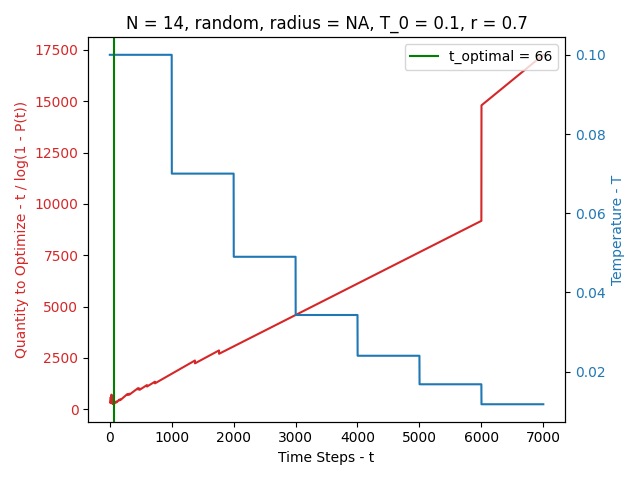 N = 14, random, radius = NA, T_0 = 0.1, r = 0.7
Quantity to Optimize - t / log(1 - P(t))
17500
15000
12500
10000
7500
5000
2500
0
t_optimal = 66
0.10
0.08
0.06
0.04
0.02
Temperature - T
0 1000 2000 3000 4000 5000 6000 7000
Time Steps - t